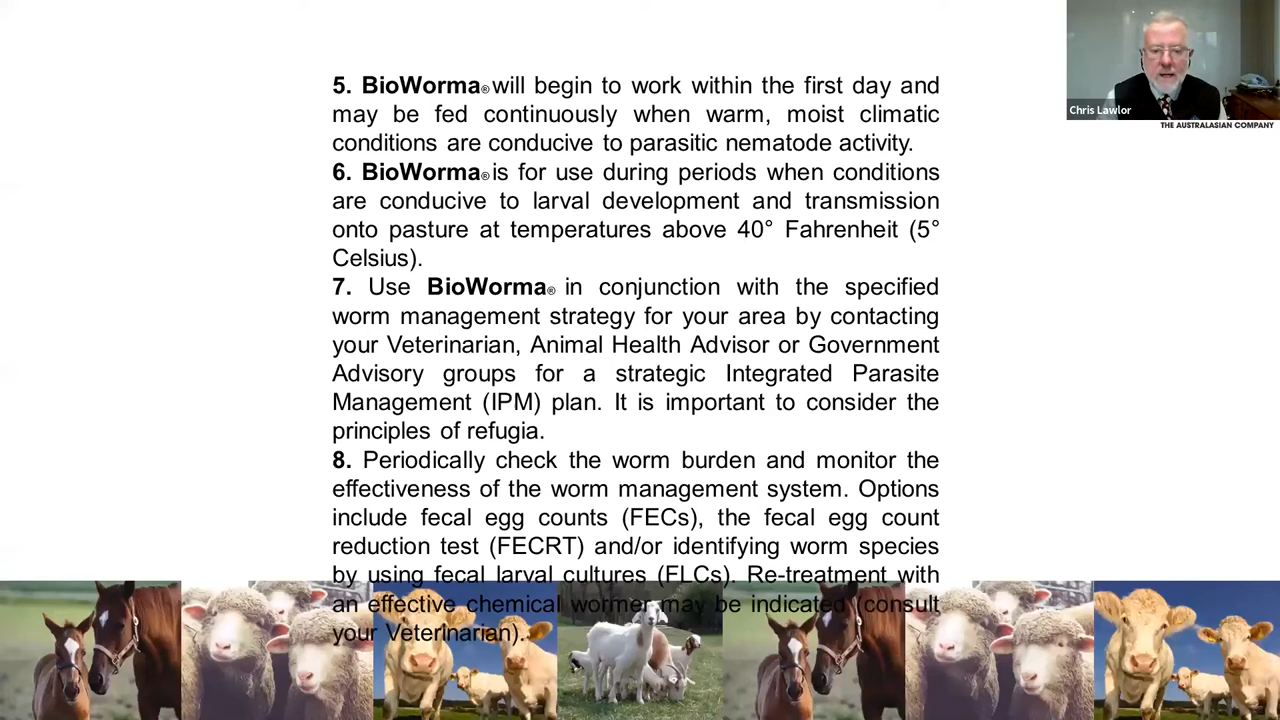 5. BioWorma® will begin to work within the first day and
may be fed continuously when warm, moist climatic
conditions are conducive to parasitic nematode activity.
6. BioWorma® is for use during periods when conditions
are conducive to larval development and transmission
onto pasture at temperatures above 40° Fahrenheit (5°
Celsius).
7. Use BioWorma® in conjunction with the specified
worm management strategy for your area by contacting
your Veterinarian, Animal Health Advisor or Government
Advisory groups for a strategic Integrated Parasite
Management (IPM) plan. It is important to consider the
principles of refugia.
8. Periodically check the worm burden and monitor the
effectiveness of the worm management system. Options
include fecal egg counts (FECs), the fecal egg count
reduction test (FECRT) and/or identifying worm species
by using fecal larval cultures (FLCs). Re-treatment with
an effective chemical wormer may be indicated (consult
your Veterinarian).
Chris Lawlor
THE AUSTRALASIAN COMPANY